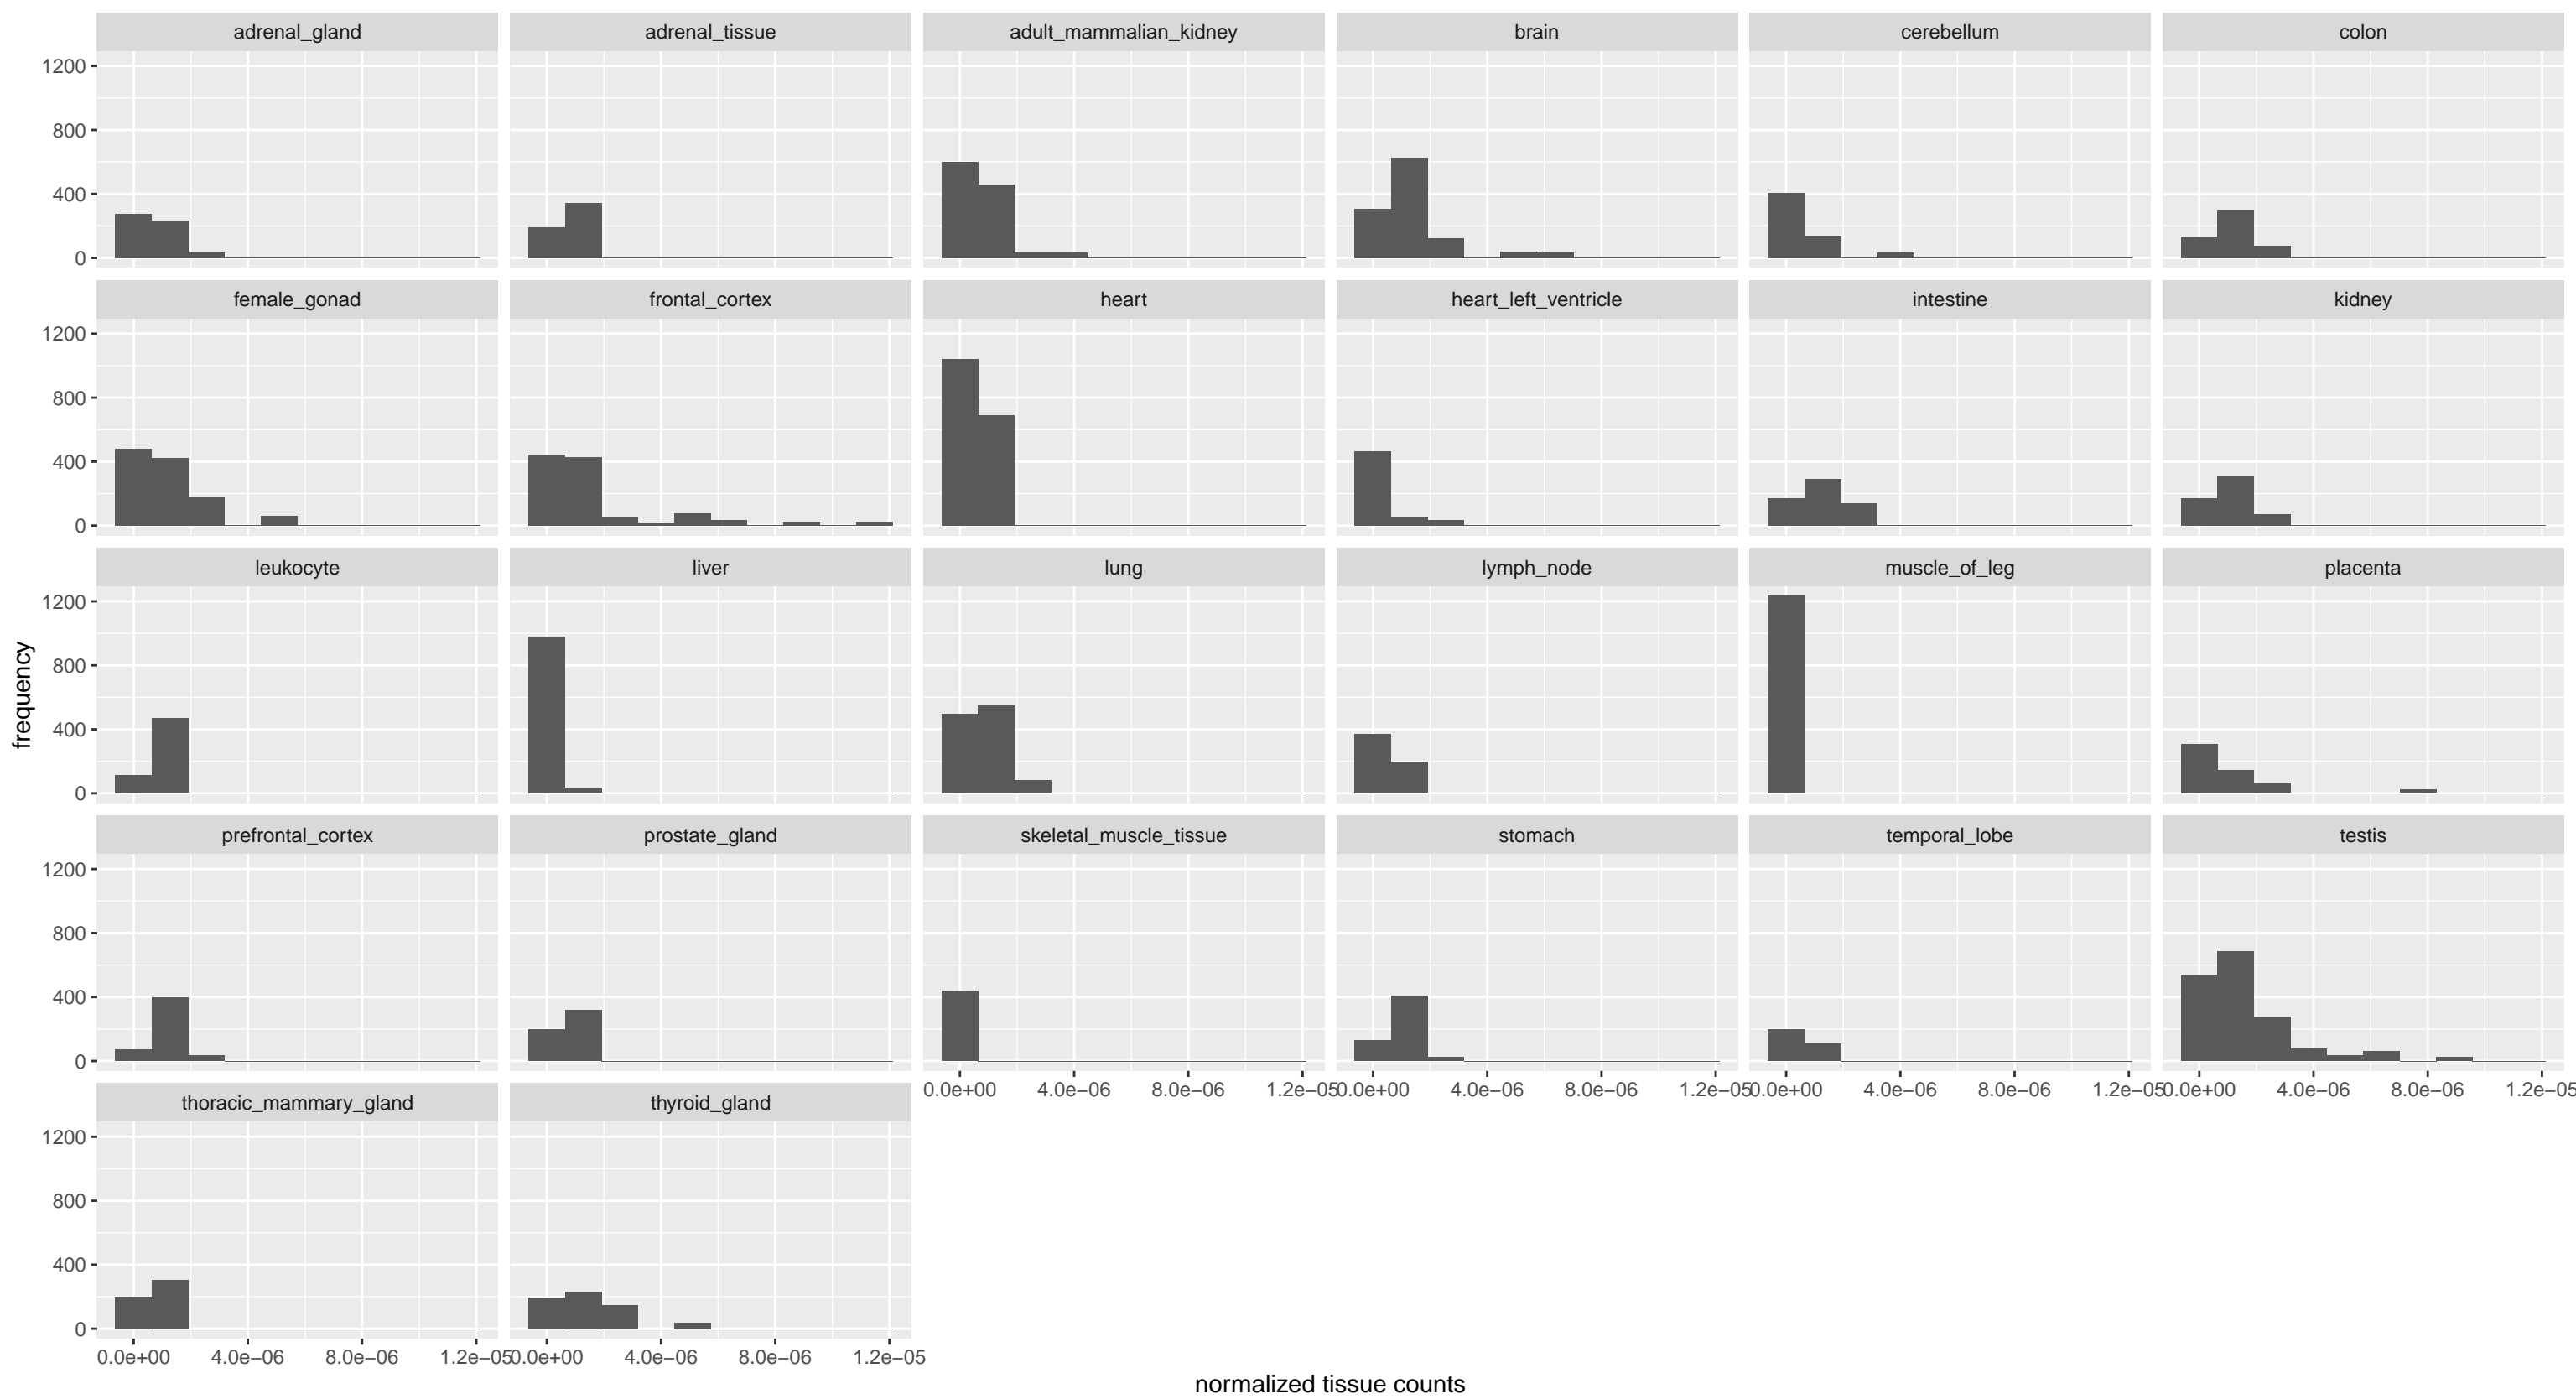 adrenal_gland adrenal_tissue adult_mammalian_kidney brain cerebellum colon
1200
800
400
0
female_gonad frontal_cortex heart heart_left_ventricle intestine kidney
1200
800
400
0
leukocyte liver lung lymph_node muscle_of_leg placenta
1200
800
400
0
frequency
prefrontal_cortex prostate_gland skeletal_muscle_tissue stomach temporal_lobe testis
1200
800
400
0
0.0e+00 4.0e−06 8.0e−06 1.2e−05 0.0e+00 4.0e−06 8.0e−06 1.2e−05 0.0e+00 4.0e−06 8.0e−06 1.2e−05 0.0e+00 4.0e−06 8.0e−06 1.2e−05
thoracic_mammary_gland thyroid_gland
1200
800
400
0
0.0e+00 4.0e−06 8.0e−06 1.2e−05 0.0e+00 4.0e−06 8.0e−06 1.2e−05
normalized tissue counts